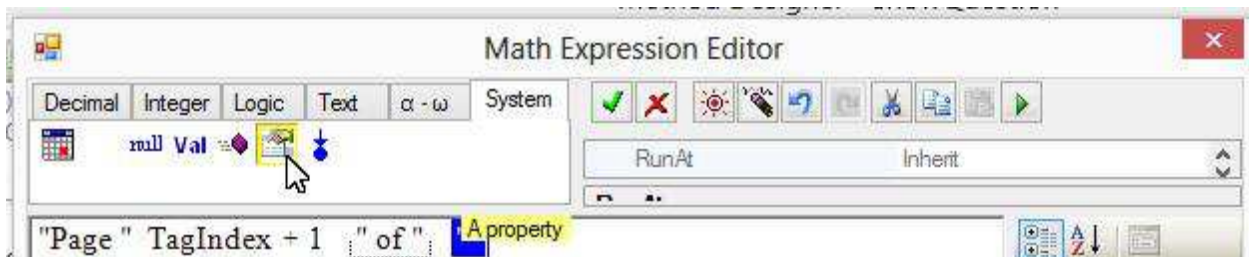 Math Expression Editor
Decimal Integer Logic Text α - ω System
null Val
RunAt Inherit
"Page " TagIndex + 1 " of "
A property